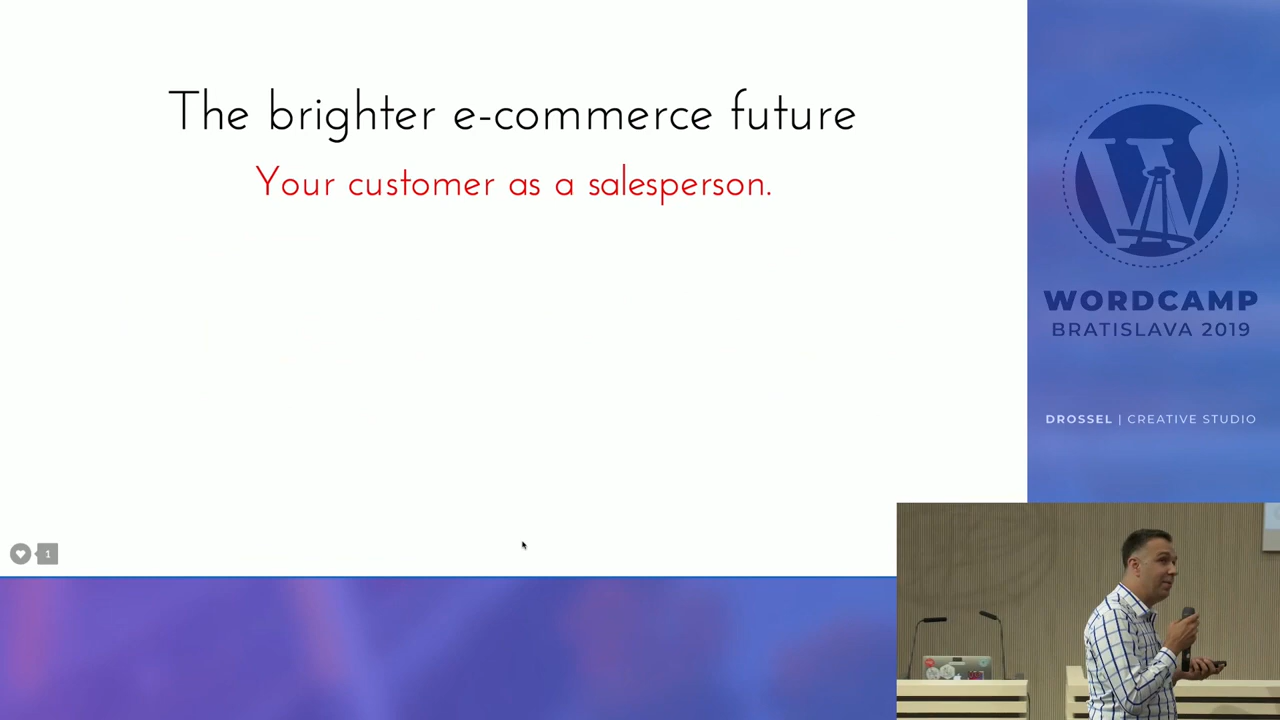 The brighter e-commerce future
Your customer as a salesperson.
1
WORDCAMP
BRATISLAVA 2019
DROSSEL | CREATIVE STUDIO